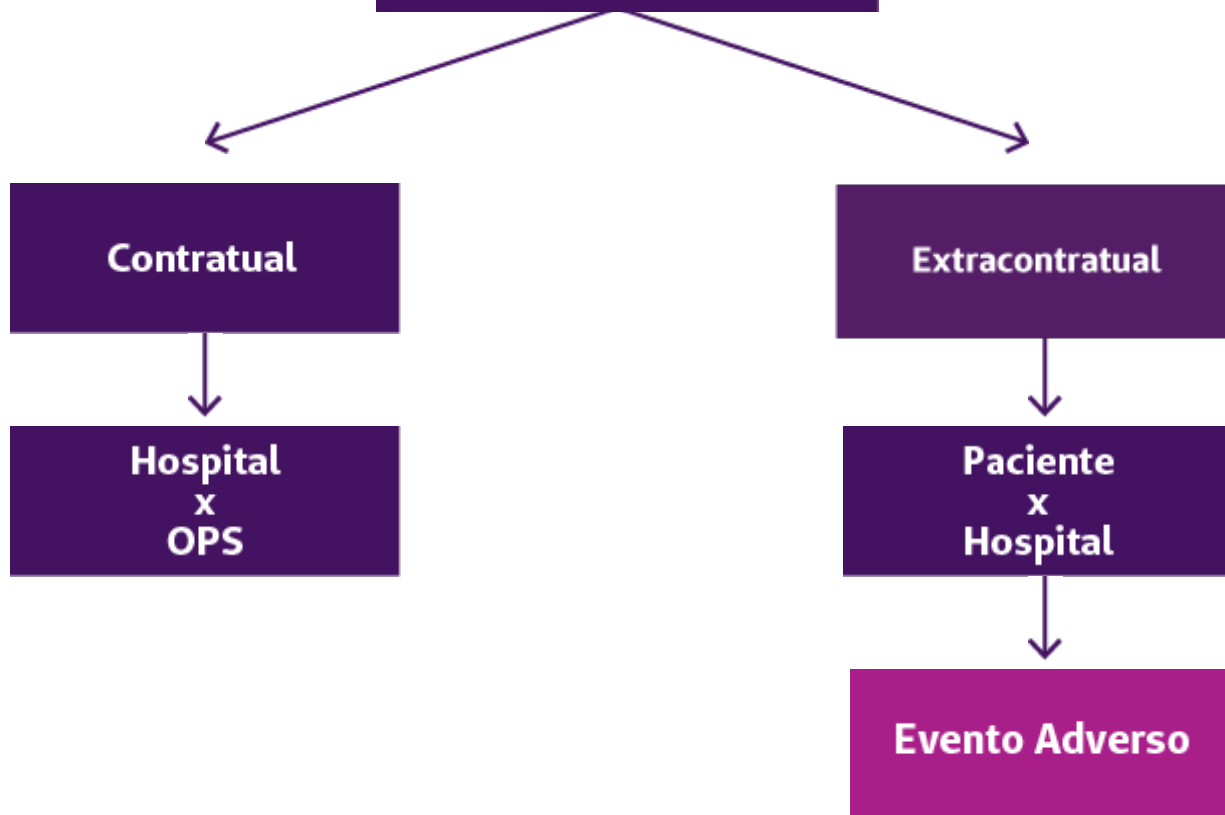 Contratual
Extracontratual
Hospital
x
OPS
Paciente
x
Hospital
Evento Adverso